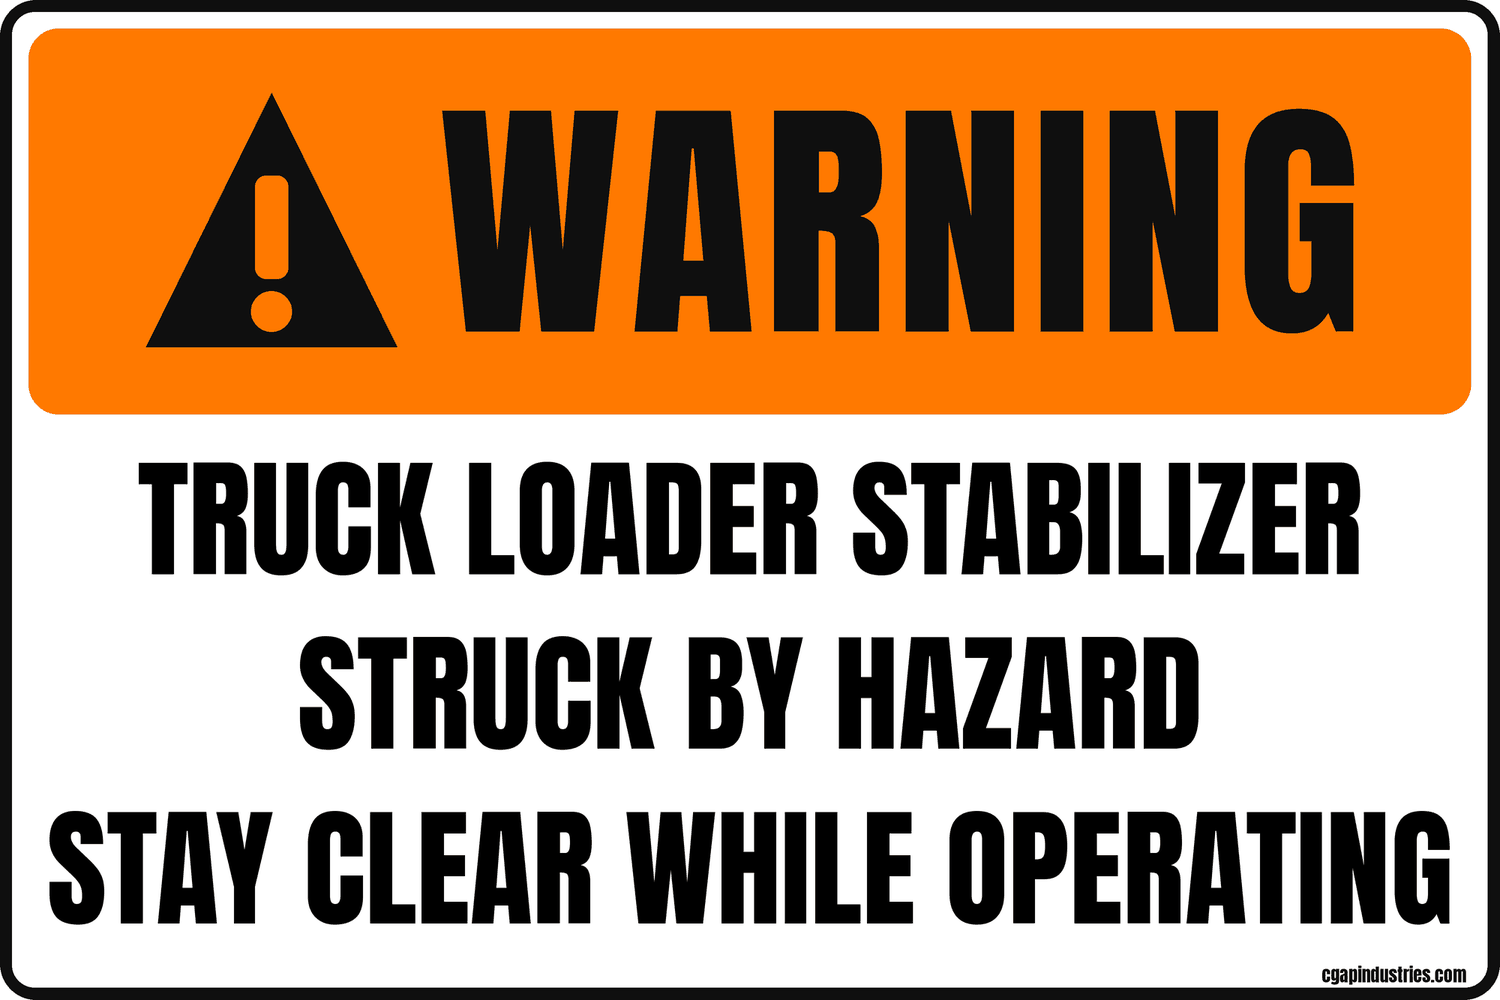 WARNING
TRUCK LOADER STABILIZER
STRUCK BY HAZARD
STAY CLEAR WHILE OPERATING
cgapindustries.com